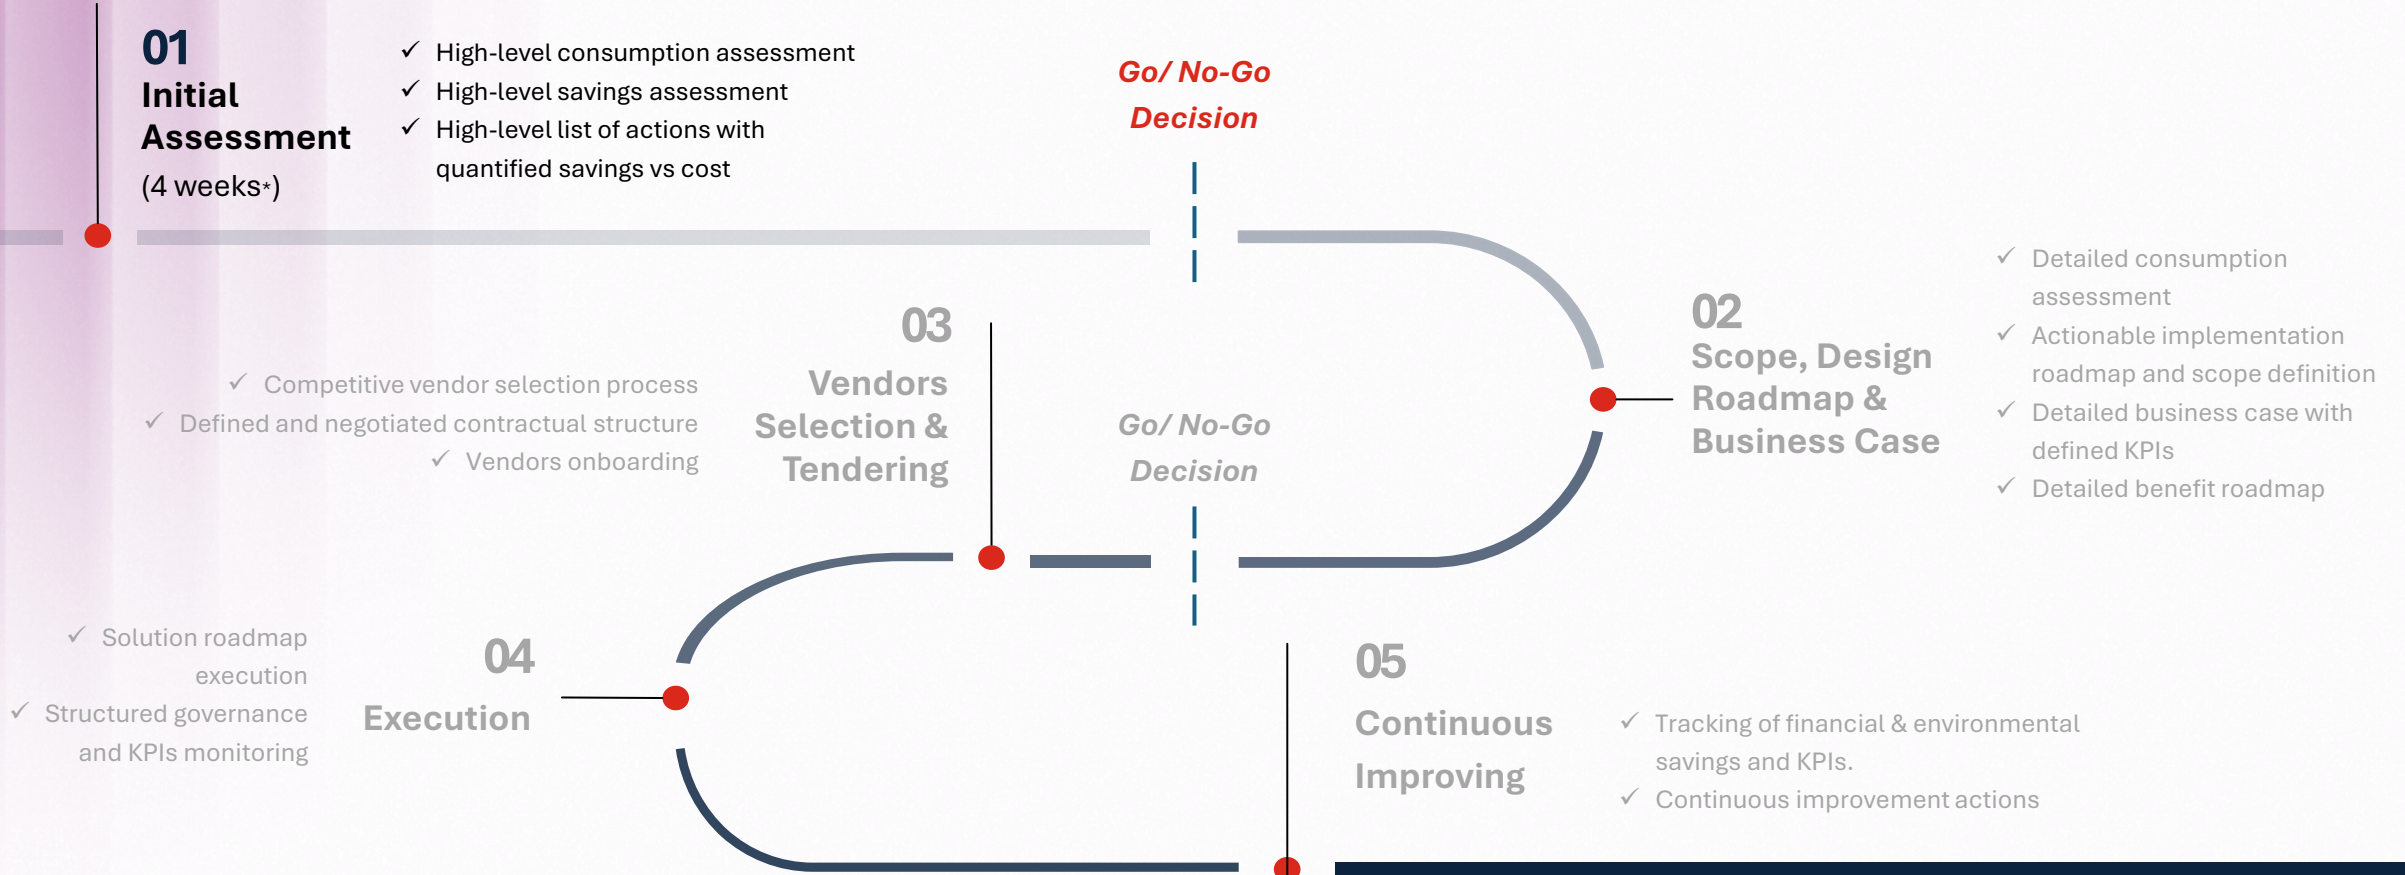 01
Initial
Assessment
(4 weeks*)
✓ High-level consumption assessment
✓ High-level savings assessment
✓ High-level list of actions with
quantified savings vs cost
Go/ No-Go
Decision
02
Scope, Design
Roadmap &
Business Case
✓ Detailed consumption
assessment
✓ Actionable implementation
roadmap and scope definition
✓ Detailed business case with
defined KPIs
✓ Detailed benefit roadmap
Go/ No-Go
Decision
03
Vendors
Selection &
Tendering
✓ Competitive vendor selection process
✓ Defined and negotiated contractual structure
✓ Vendors onboarding
04
Execution
✓ Solution roadmap
execution
✓ Structured governance
and KPIs monitoring
05
Continuous
Improving
✓ Tracking of financial & environmental
savings and KPIs.
✓ Continuous improvement actions